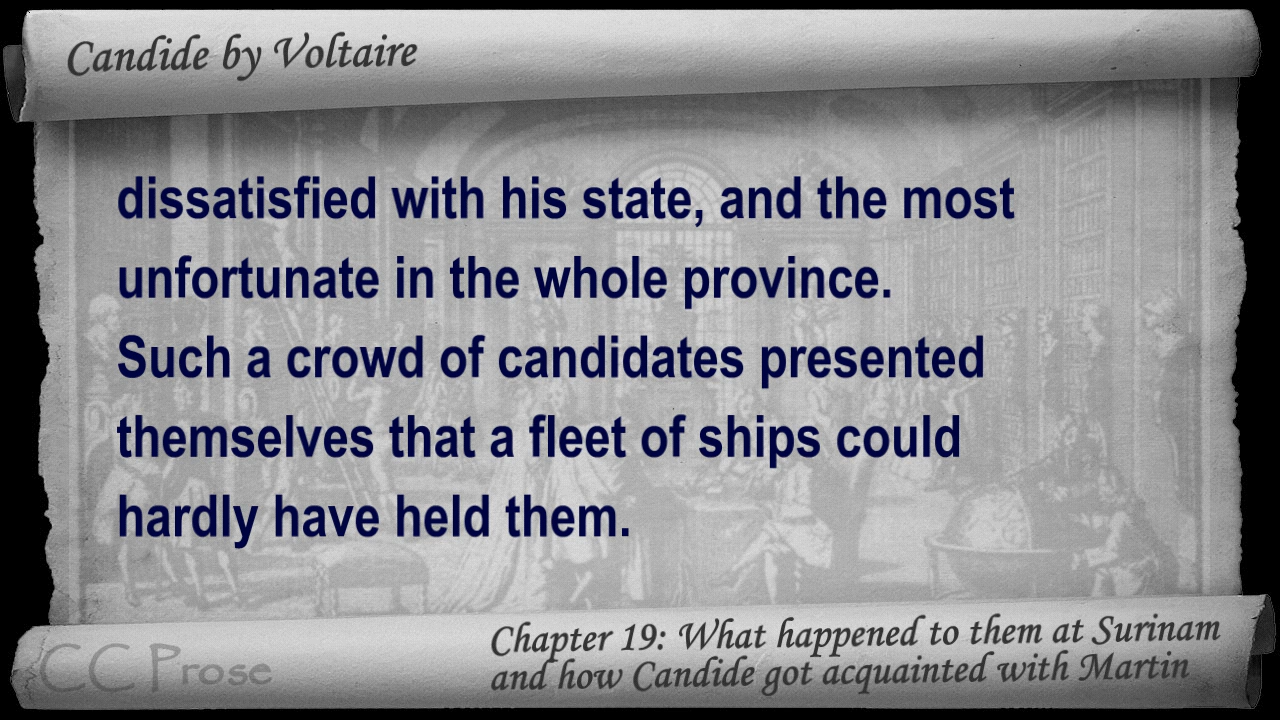 Candide by Voltaire
dissatisfied with his state, and the most
unfortunate in the whole province.
Such a crowd of candidates presented
themselves that a fleet of ships could
hardly have held them.
Chapter 19: What happened to them at Surinam
and how Candide got acquainted with Martin
CC Prose